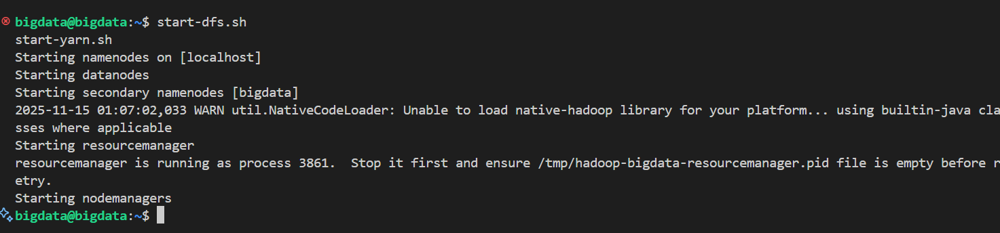 bigdata@bigdata:~$ start-dfs.sh
start-yarn.sh
Starting namenodes on [localhost]
Starting datanodes
Starting secondary namenodes [bigdata]
2025-11-15 01:07:02,033 WARN util.NativeCodeLoader: Unable to load native-hadoop library for your platform... using builtin-java cla
sses where applicable
Starting resourcemanager
resourcemanager is running as process 3861.  Stop it first and ensure /tmp/hadoop-bigdata-resourcemanager.pid file is empty before r
etry.
Starting nodemanagers
bigdata@bigdata:~$